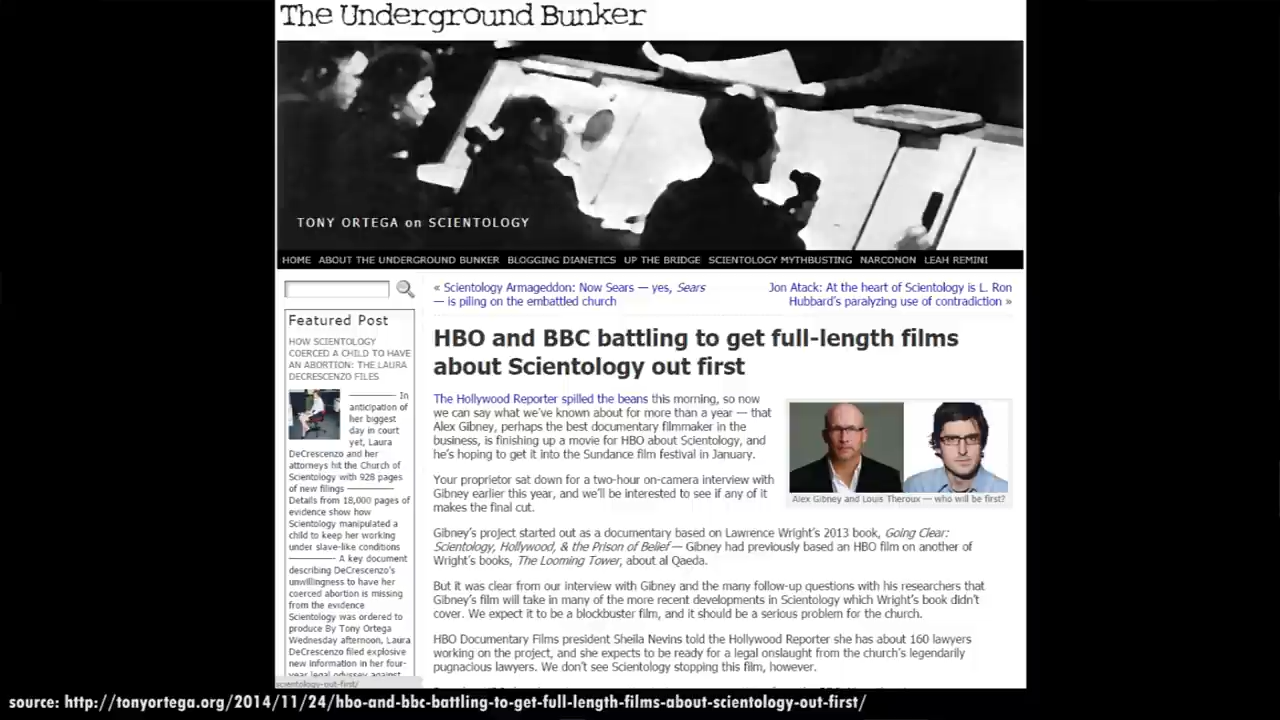 The Underground Bunker
TONY ORTEGA on SCIENTOLOGY
HOME ABOUT THE UNDERGROUND BUNKER BLOGGING DIANETICS UP THE BRIDGE SCIENTOLOGY MYTHBUSTING NARCONON LEAH REMINI
Featured Post
HOW SCIENTOLOGY
COERCED A CHILD TO HAVE
AN ABORTION: THE LAURA
DECRESCENZO FILES
———— In
anticipation of
her biggest
day in court
yet, Laura
DeCrescenzo and her
attorneys hit the Church of
Scientology with 928 pages
of new filings ————
Details from 18,000 pages of
evidence show how
Scientology manipulated a
child to keep her working
under slave-like conditions
———— A key document
describing DeCrescenzo's
unwillingness to have her
coerced abortion is missing
from the evidence
Scientology was ordered to
produce By Tony Ortega
Wednesday afternoon, Laura
DeCrescenzo filed explosive
new information in her four-
year legal odyssey against
scientology-out-first/
« Scientology Armageddon: Now Sears — yes, Sears
— is piling on the embattled church
Jon Atack: At the heart of Scientology is L. Ron
Hubbard's paralyzing use of contradiction »
HBO and BBC battling to get full-length films
about Scientology out first
The Hollywood Reporter spilled the beans this morning, so now
we can say what we've known about for more than a year — that
Alex Gibney, perhaps the best documentary filmmaker in the
business, is finishing up a movie for HBO about Scientology, and
he's hoping to get it into the Sundance film festival in January.
Alex Gibney and Louis Theroux — who will be first?
Your proprietor sat down for a two-hour on-camera interview with
Gibney earlier this year, and we'll be interested to see if any of it
makes the final cut.
Gibney's project started out as a documentary based on Lawrence Wright's 2013 book, Going Clear:
Scientology, Hollywood, & the Prison of Belief — Gibney had previously based an HBO film on another of
Wright's books, The Looming Tower, about al Qaeda.
But it was clear from our interview with Gibney and the many follow-up questions with his researchers that
Gibney's film will take in many of the more recent developments in Scientology which Wright's book didn't
cover. We expect it to be a blockbuster film, and it should be a serious problem for the church.
HBO Documentary Films president Sheila Nevins told the Hollywood Reporter she has about 160 lawyers
working on the project, and she expects to be ready for a legal onslaught from the church's legendarily
pugnacious lawyers. We don't see Scientology stopping this film, however.
source: http://tonyortega.org/2014/11/24/hbo-and-bbc-battling-to-get-full-length-films-about-scientology-out-first/